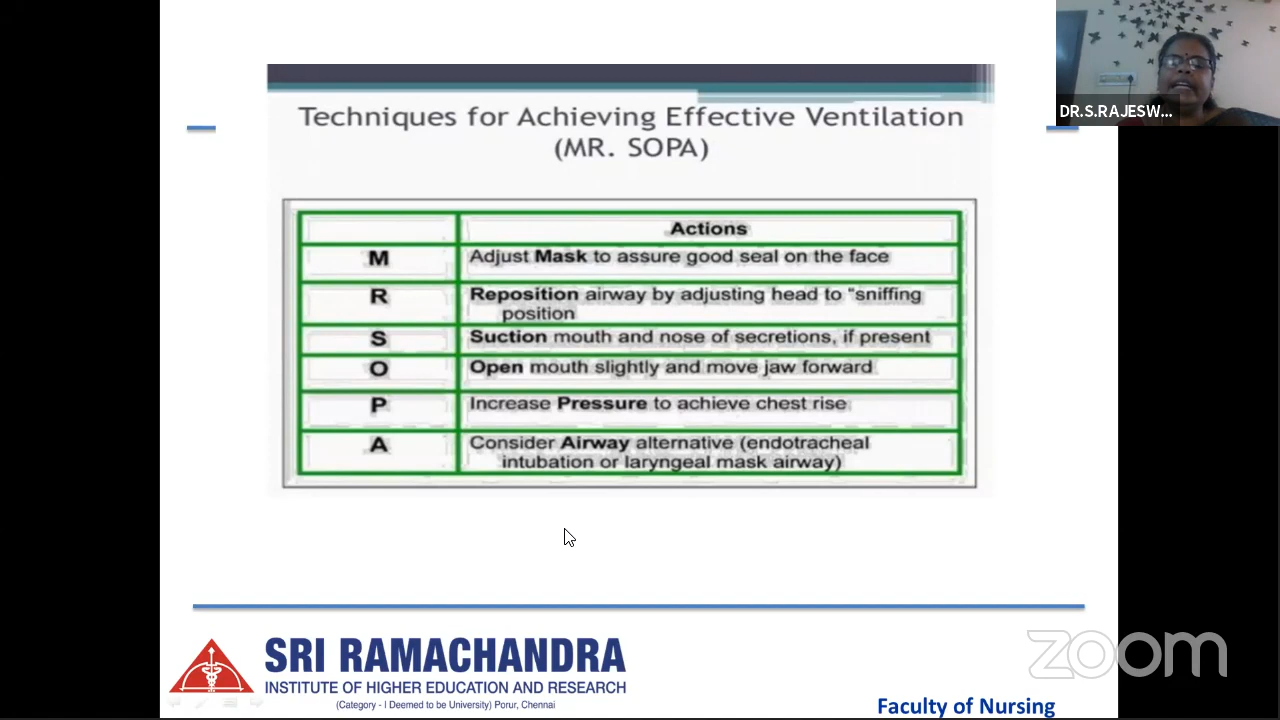 DR.S.RAJESW...
Techniques for Achieving Effective Ventilation
(MR. SOPA)
Actions
M
Adjust Mask to assure good seal on the face
R
Reposition airway by adjusting head to "sniffing
position
S
Suction mouth and nose of secretions, if present
O
Open mouth slightly and move jaw forward
P
Increase Pressure to achieve chest rise
A
Consider Airway alternative (endotracheal
intubation or laryngeal mask airway)
SRI RAMACHANDRA
INSTITUTE OF HIGHER EDUCATION AND RESEARCH
(Category - I Deemed to be University) Porur, Chennai
zoom
Faculty of Nursing